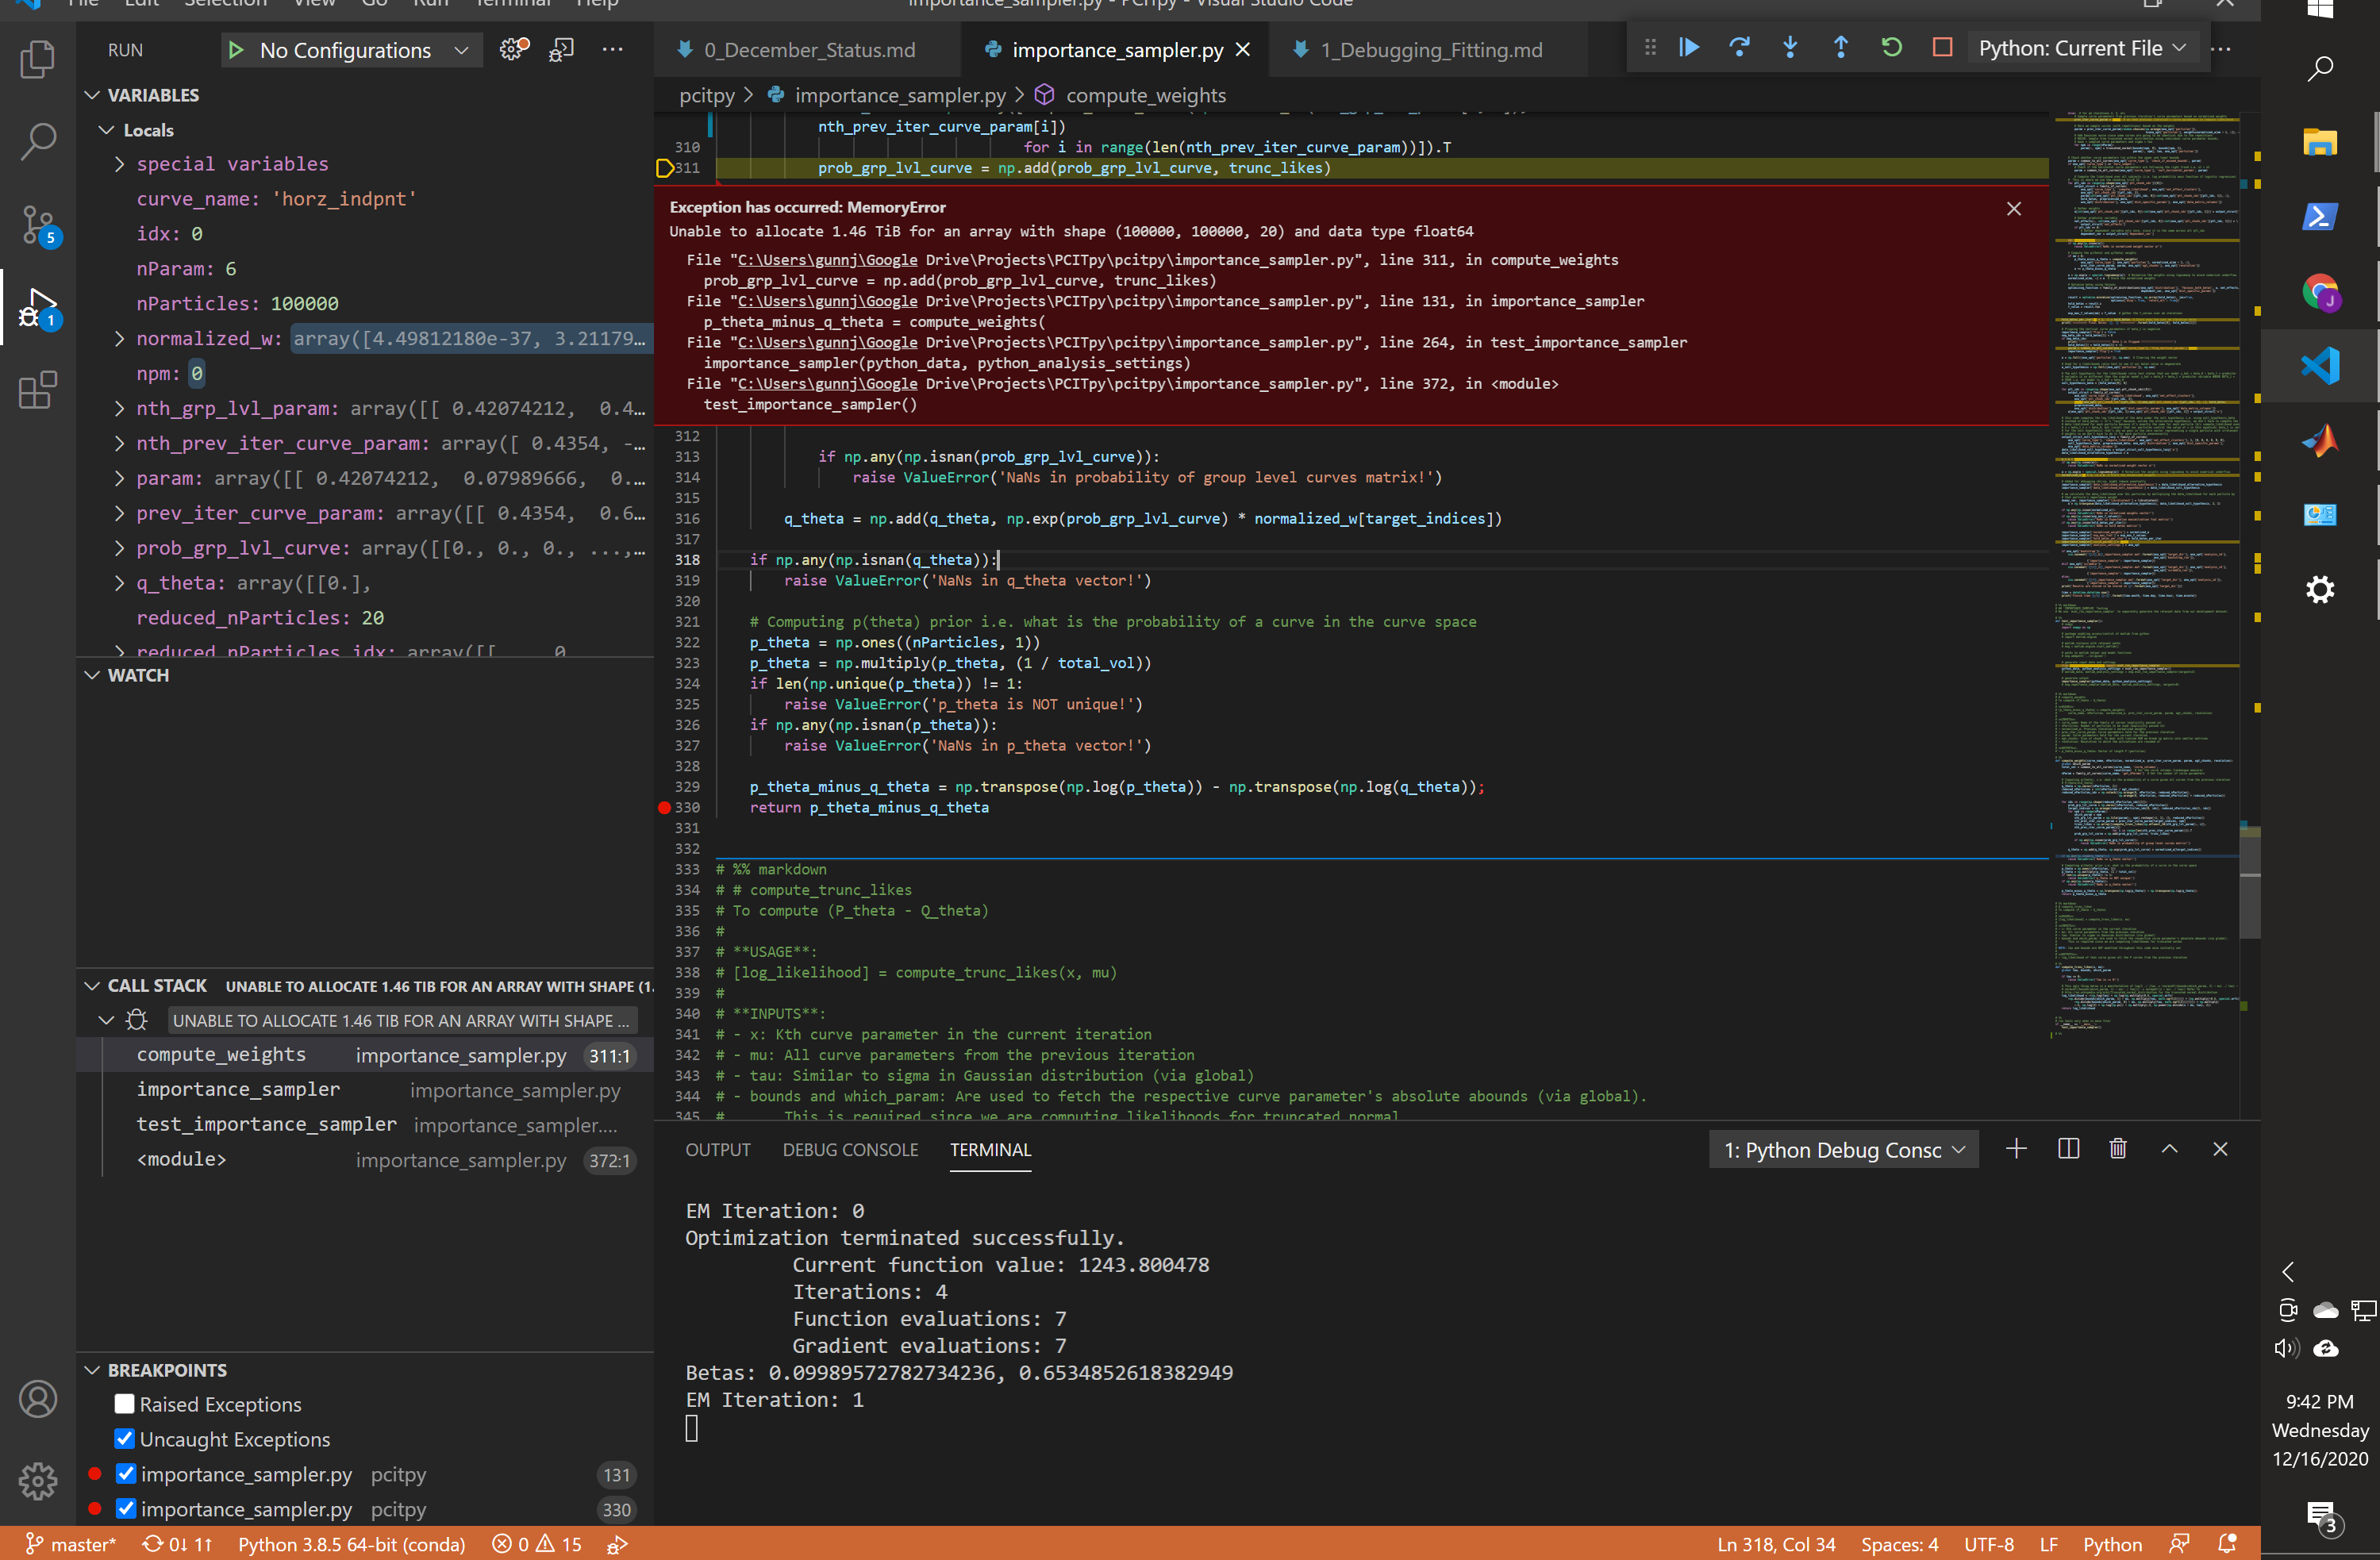 File Edit Selection View Go Run Terminal Help
importance_sampler.py - PCITpy - Visual Studio Code
RUN
No Configurations
0_December_Status.md
importance_sampler.py
1_Debugging_Fitting.md
Python: Current File
VARIABLES
Locals
special variables
curve_name: 'horz_indpnt'
idx: 0
nParam: 6
nParticles: 100000
normalized_w: array([4.49812180e-37, 3.21179…
npm: 0
nth_grp_lvl_param: array([[ 0.42074212, 0.4…
nth_prev_iter_curve_param: array([ 0.4354, -…
param: array([[ 0.42074212, 0.07989666, 0.…
prev_iter_curve_param: array([[ 0.4354, 0.6…
prob_grp_lvl_curve: array([[0., 0., 0., ...,…
q_theta: array([[0.],
reduced_nParticles: 20
reduced_nParticles_idx: array([[ 0
WATCH
CALL STACK UNABLE TO ALLOCATE 1.46 TIB FOR AN ARRAY WITH SHAPE (1.
UNABLE TO ALLOCATE 1.46 TIB FOR AN ARRAY WITH SHAPE ...
compute_weights importance_sampler.py 311:1
importance_sampler importance_sampler.py
test_importance_sampler importance_sampler....
<module> importance_sampler.py 372:1
BREAKPOINTS
Raised Exceptions
Uncaught Exceptions
importance_sampler.py pcitpy 131
importance_sampler.py pcitpy 330
pcitpy > importance_sampler.py > compute_weights
nth_prev_iter_curve_param[i])
310 for i in range(len(nth_prev_iter_curve_param))]).T
311 prob_grp_lvl_curve = np.add(prob_grp_lvl_curve, trunc_likes)
Exception has occurred: MemoryError
Unable to allocate 1.46 TiB for an array with shape (100000, 100000, 20) and data type float64
File "C:\Users\gunnj\Google Drive\Projects\PCITpy\pcitpy\importance_sampler.py", line 311, in compute_weights
prob_grp_lvl_curve = np.add(prob_grp_lvl_curve, trunc_likes)
File "C:\Users\gunnj\Google Drive\Projects\PCITpy\pcitpy\importance_sampler.py", line 131, in importance_sampler
p_theta_minus_q_theta = compute_weights(
File "C:\Users\gunnj\Google Drive\Projects\PCITpy\pcitpy\importance_sampler.py", line 264, in test_importance_sampler
importance_sampler(python_data, python_analysis_settings)
File "C:\Users\gunnj\Google Drive\Projects\PCITpy\pcitpy\importance_sampler.py", line 372, in <module>
test_importance_sampler()
312
313 if np.any(np.isnan(prob_grp_lvl_curve)):
314 raise ValueError('NaNs in probability of group level curves matrix!')
315
316 q_theta = np.add(q_theta, np.exp(prob_grp_lvl_curve) * normalized_w[target_indices])
317
318 if np.any(np.isnan(q_theta)):
319 raise ValueError('NaNs in q_theta vector!')
320
321 # Computing p(theta) prior i.e. what is the probability of a curve in the curve space
322 p_theta = np.ones((nParticles, 1))
323 p_theta = np.multiply(p_theta, (1 / total_vol))
324 if len(np.unique(p_theta)) != 1:
325 raise ValueError('p_theta is NOT unique!')
326 if np.any(np.isnan(p_theta)):
327 raise ValueError('NaNs in p_theta vector!')
328
329 p_theta_minus_q_theta = np.transpose(np.log(p_theta)) - np.transpose(np.log(q_theta));
330 return p_theta_minus_q_theta
331
332
333 # %% markdown
334 # # compute_trunc_likes
335 # To compute (P_theta - Q_theta)
336 #
337 # **USAGE**:
338 # [log_likelihood] = compute_trunc_likes(x, mu)
339 #
340 # **INPUTS**:
341 # - x: Kth curve parameter in the current iteration
342 # - mu: All curve parameters from the previous iteration
343 # - tau: Similar to sigma in Gaussian distribution (via global)
344 # - bounds and which_param: Are used to fetch the respective curve parameter's absolute abounds (via global).
345 # This is required since we are computing likelihoods for truncated normal
OUTPUT DEBUG CONSOLE TERMINAL
1: Python Debug Consc
EM Iteration: 0
Optimization terminated successfully.
Current function value: 1243.800478
Iterations: 4
Function evaluations: 7
Gradient evaluations: 7
Betas: 0.09989572782734236, 0.6534852618382949
EM Iteration: 1
5
1
J
9:42 PM
Wednesday
12/16/2020
3
master* 0↓ 1↑ Python 3.8.5 64-bit (conda) 0 15
Ln 318, Col 34 Spaces: 4 UTF-8 LF Python